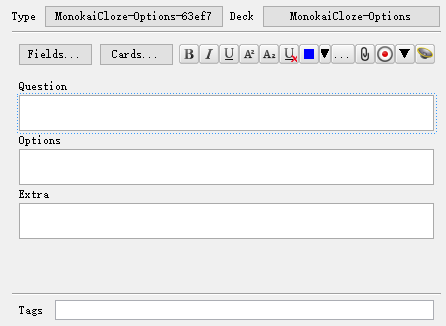 Type MonokaiCloze-Options-63ef7 Deck MonokaiCloze-Options
Fields... Cards... B I U A² A₂ U ...
Question
Options
Extra
Tags